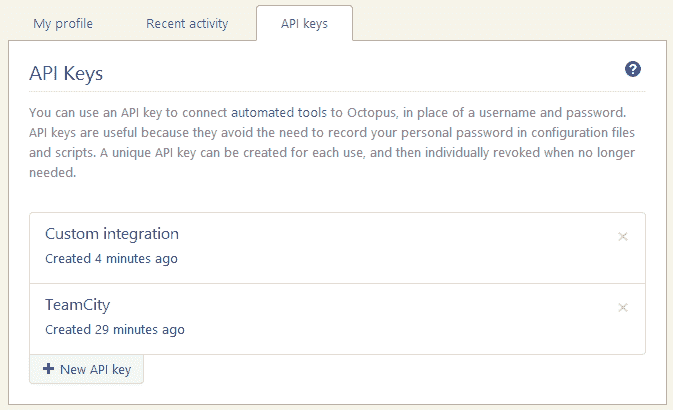 My profile
Recent activity
API keys
API Keys
?
You can use an API key to connect automated tools to Octopus, in place of a username and password.
API keys are useful because they avoid the need to record your personal password in configuration files
and scripts. A unique API key can be created for each use, and then individually revoked when no longer
needed.
Custom integration
Created 4 minutes ago
TeamCity
Created 29 minutes ago
New API key